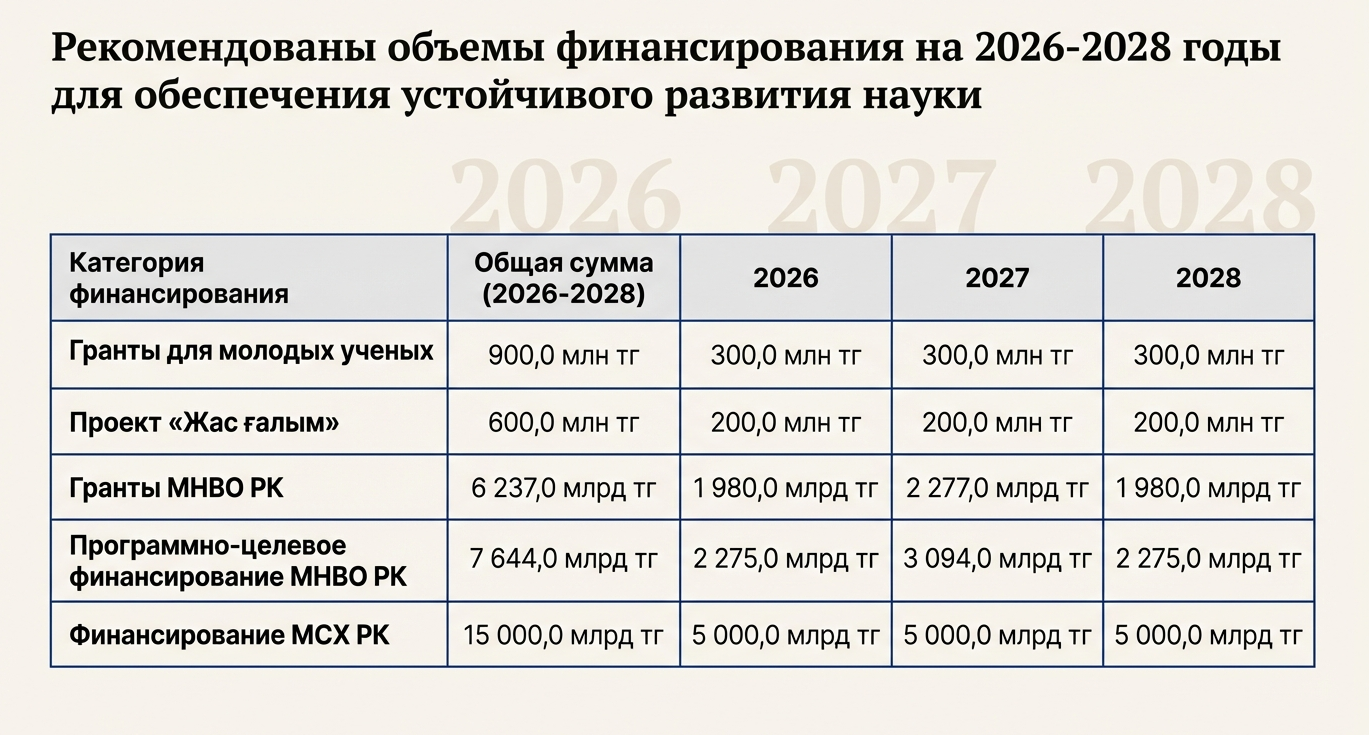 Рекомендованы объемы финансирования на 2026-2028 годы
для обеспечения устойчивого развития науки
2026 2027 2028
Категория
финансирования
Общая сумма
(2026-2028)
2026
2027
2028
Гранты для молодых ученых
900,0 млн тг
300,0 млн тг
300,0 млн тг
300,0 млн тг
Проект «Жас ғалым»
600,0 млн тг
200,0 млн тг
200,0 млн тг
200,0 млн тг
Гранты МНВО РК
6 237,0 млрд тг
1 980,0 млрд тг
2 277,0 млрд тг
1 980,0 млрд тг
Программно-целевое
финансирование МНВО РК
7 644,0 млрд тг
2 275,0 млрд тг
3 094,0 млрд тг
2 275,0 млрд тг
Финансирование МСХ РК
15 000,0 млрд тг
5 000,0 млрд тг
5 000,0 млрд тг
5 000,0 млрд тг